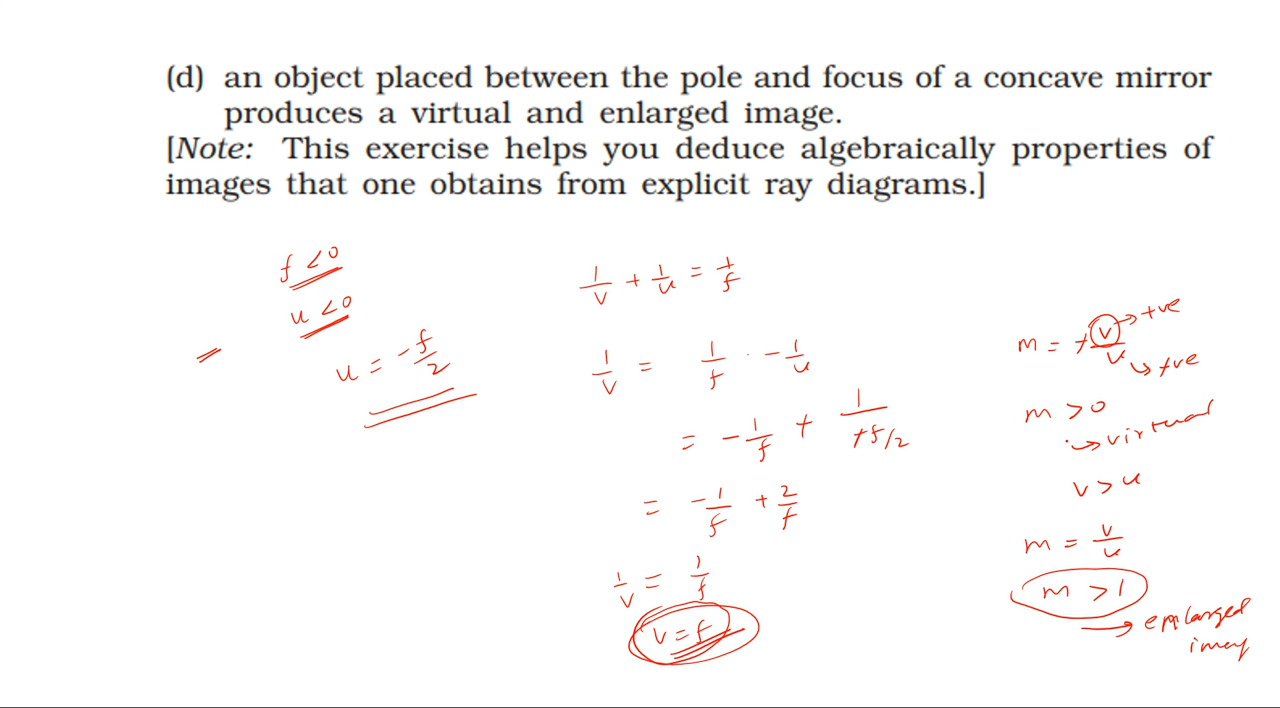 (d) an object placed between the pole and focus of a concave mirror
produces a virtual and enlarged image.
[Note: This exercise helps you deduce algebraically properties of
images that one obtains from explicit ray diagrams.]
f < 0
u < 0
=
u = -f/2
1/v + 1/u = 1/f
1/v = 1/f - 1/u
= -1/f + 1/(+f/2)
= -1/f + 2/f
1/v = 1/f
v = f
m = +v/u → +ve
→ +ve
m > 0
→ virtual
v > u
m = v/u
m > 1
→ enlarged